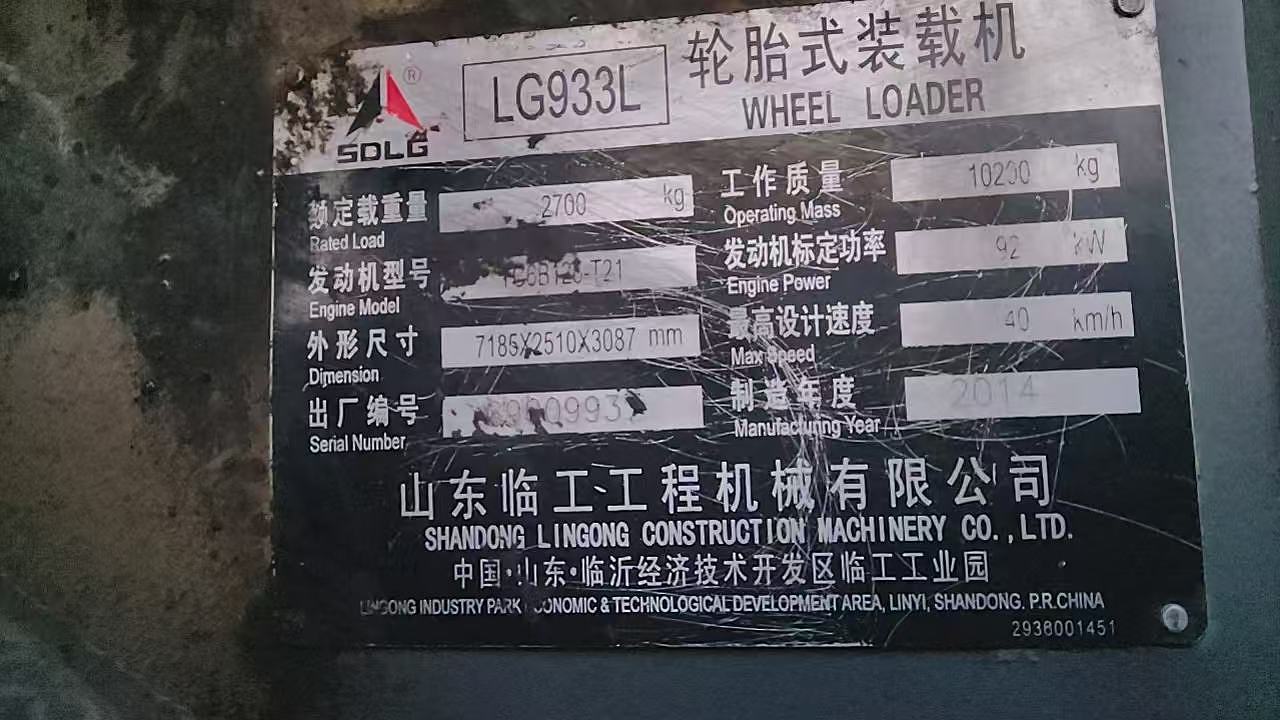 SDLG ®
LG933L
轮胎式装载机
WHEEL LOADER
额定载重量 2700 kg
Rated Load
工作质量 kg
Operating Mass
发动机型号
Engine Model
发动机标定功率 92 kW
Engine Power
外形尺寸 X2510X3087 mm
Dimension
最高设计速度 40 km/h
Max Speed
出厂编号
Serial Number
制造年度 2014
Manufacturing Year
山东临工工程机械有限公司
SHANDONG LINGONG CONSTRUCTION MACHINERY CO.,LTD.
中国·山东·临沂经济技术开发区临工工业园
LINGONG INDUSTRY PARK & TECHNOLOGICAL DEVELOPMENT AREA, LINYI, SHANDONG. P.R.CHINA
2936001451